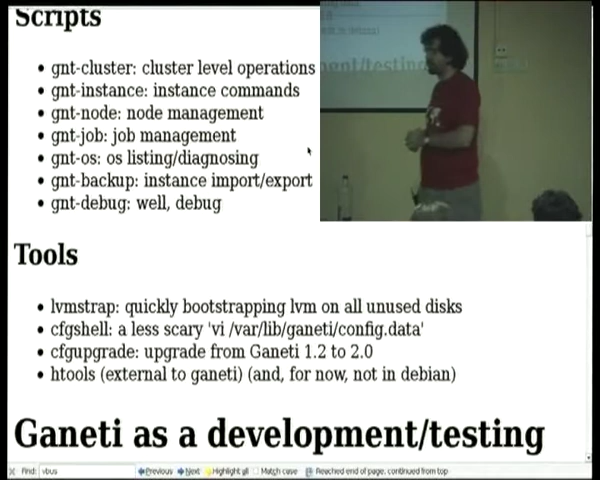 Scripts
• gnt-cluster: cluster level operations
• gnt-instance: instance commands
• gnt-node: node management
• gnt-job: job management
• gnt-os: os listing/diagnosing
• gnt-backup: instance import/export
• gnt-debug: well, debug
Tools
• lvmstrap: quickly bootstrapping lvm on all unused disks
• cfgshell: a less scary 'vi /var/lib/ganeti/config.data'
• cfgupgrade: upgrade from Ganeti 1.2 to 2.0
• htools (external to ganeti) (and, for now, not in debian)
Ganeti as a development/testing
Find: vbus Previous Next Highlight all Match case Reached end of page, continued from top